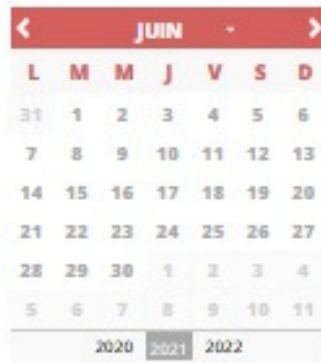 JUIN
L M M J V S D
31 1 2 3 4 5 6
7 8 9 10 11 12 13
14 15 16 17 18 19 20
21 22 23 24 25 26 27
28 29 30 1 2 3 4
5 6 7 8 9 10 11
2020 2021 2022